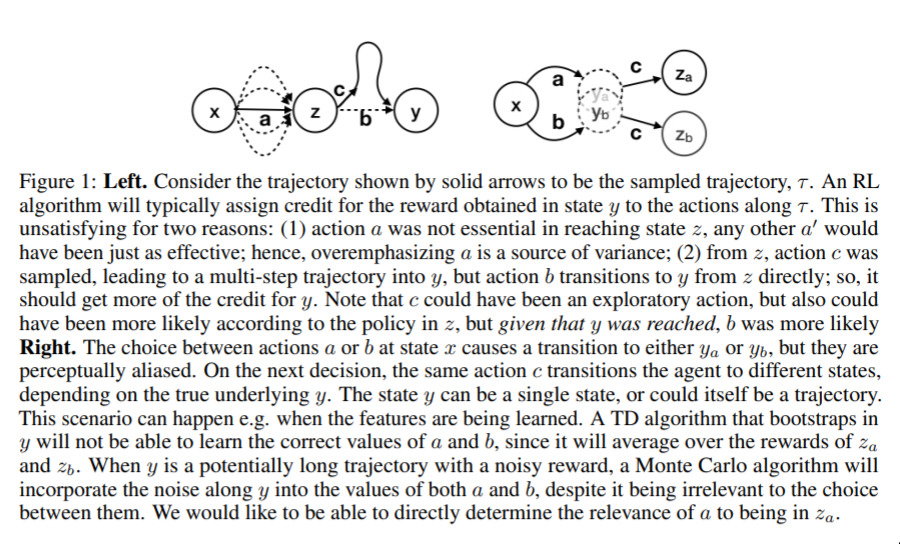 x
a
z
c
b
y
x
a
b
ya
yb
c
c
za
zb
Figure 1: Left. Consider the trajectory shown by solid arrows to be the sampled trajectory, τ. An RL
algorithm will typically assign credit for the reward obtained in state y to the actions along τ. This is
unsatisfying for two reasons: (1) action a was not essential in reaching state z, any other a′ would
have been just as effective; hence, overemphasizing a is a source of variance; (2) from z, action c was
sampled, leading to a multi-step trajectory into y, but action b transitions to y from z directly; so, it
should get more of the credit for y. Note that c could have been an exploratory action, but also could
have been more likely according to the policy in z, but given that y was reached, b was more likely
Right. The choice between actions a or b at state x causes a transition to either ya or yb, but they are
perceptually aliased. On the next decision, the same action c transitions the agent to different states,
depending on the true underlying y. The state y can be a single state, or could itself be a trajectory.
This scenario can happen e.g. when the features are being learned. A TD algorithm that bootstraps in
y will not be able to learn the correct values of a and b, since it will average over the rewards of za
and zb. When y is a potentially long trajectory with a noisy reward, a Monte Carlo algorithm will
incorporate the noise along y into the values of both a and b, despite it being irrelevant to the choice
between them. We would like to be able to directly determine the relevance of a to being in za.